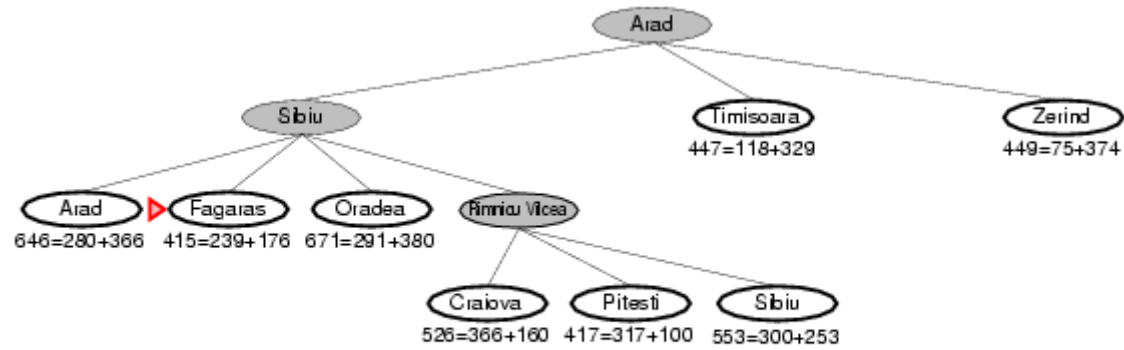 Arad
Sibiu
Timisoara
Zerind
447=118+329
449=75+374
Arad
Fagaras
Oradea
Rimnicu Vilcea
646=280+366
415=239+176
671=291+380
Craiova
Pitesti
Sibiu
526=366+160
417=317+100
553=300+253